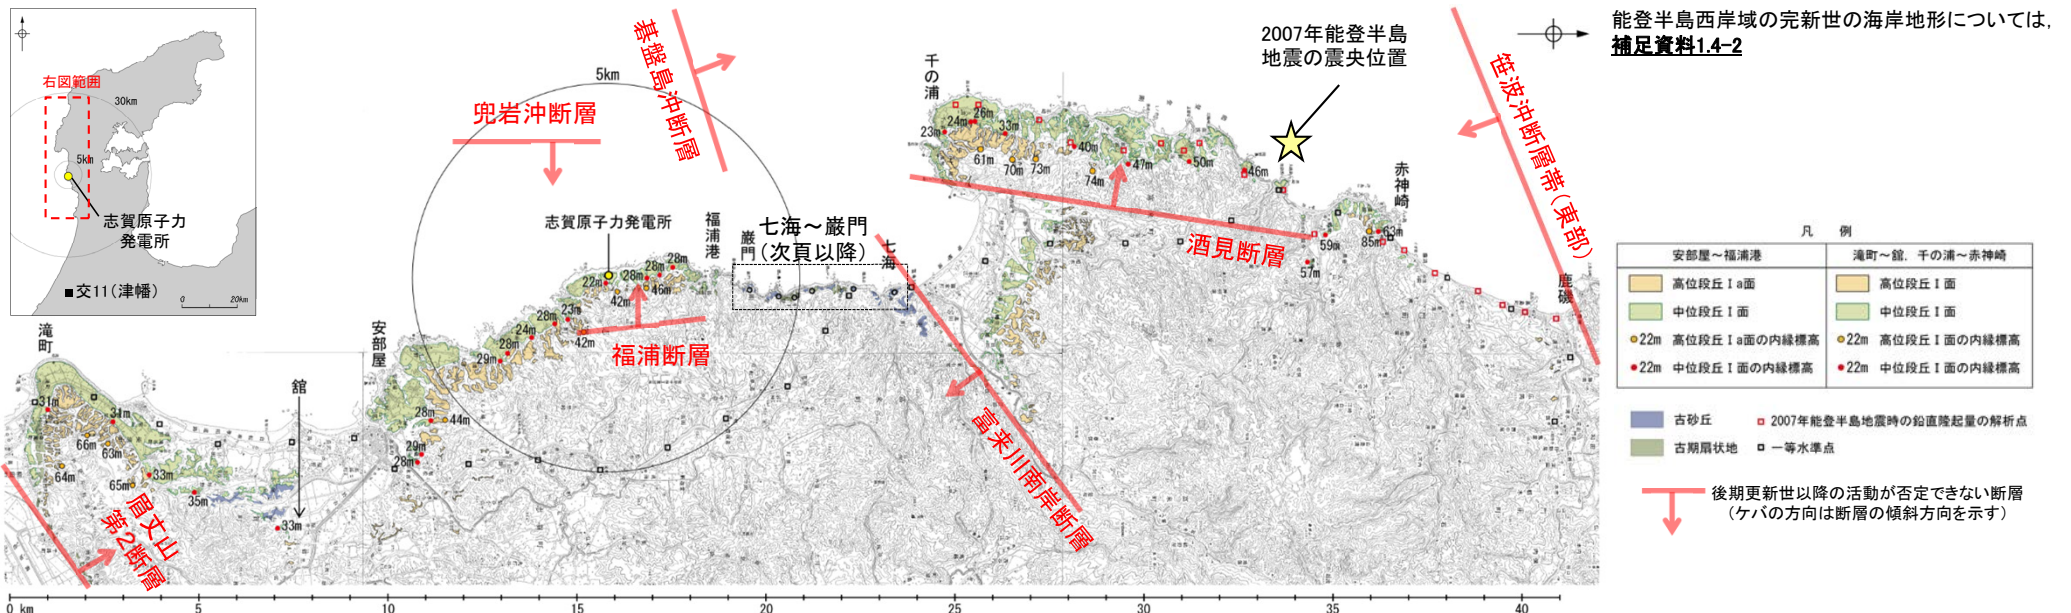 右図範囲
30km
5km
志賀原子力
発電所
■交11(津幡)
0 20km
能登半島西岸域の完新世の海岸地形については,
補足資料1.4-2
2007年能登半島
地震の震央位置
碁盤島沖断層
兜岩沖断層
5km
千の浦
笹波沖断層帯(東部)
赤神崎
鹿磯
23m
24m
26m
33m
61m
70m
73m
40m
74m
47m
50m
46m
酒見断層
59m
57m
85m
63m
志賀原子力発電所
福浦港
巌門
七海～巌門
(次頁以降)
七海
22m
42m
28m
28m
28m
46m
23m
28m
42m
24m
28m
29m
福浦断層
富来川南岸断層
安部屋
28m
44m
29m
28m
滝町
舘
31m
31m
66m
63m
64m
65m
33m
35m
33m
眉丈山
第2断層
凡 例
安部屋～福浦港
滝町～舘, 千の浦～赤神崎
高位段丘Ⅰa面
高位段丘Ⅰ面
中位段丘Ⅰ面
中位段丘Ⅰ面
22m 高位段丘Ⅰa面の内縁標高
22m 高位段丘Ⅰ面の内縁標高
22m 中位段丘Ⅰ面の内縁標高
22m 中位段丘Ⅰ面の内縁標高
古砂丘
2007年能登半島地震時の鉛直隆起量の解析点
古期扇状地
一等水準点
後期更新世以降の活動が否定できない断層
(ケバの方向は断層の傾斜方向を示す)
0 km 5 10 15 20 25 30 35 40